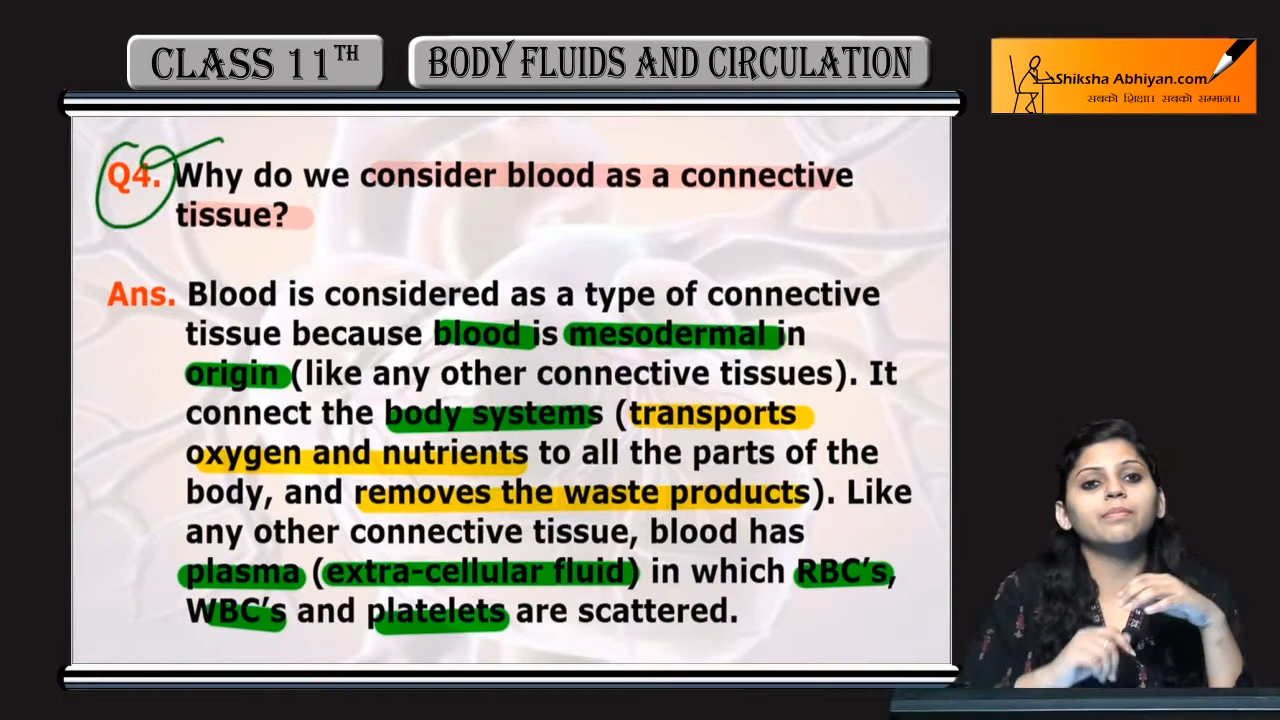 CLASS 11TH
BODY FLUIDS AND CIRCULATION
Shiksha Abhiyan.com
सबको शिक्षा। सबको सम्मान।।
Q4. Why do we consider blood as a connective
tissue?
Ans. Blood is considered as a type of connective
tissue because blood is mesodermal in
origin (like any other connective tissues). It
connect the body systems (transports
oxygen and nutrients to all the parts of the
body, and removes the waste products). Like
any other connective tissue, blood has
plasma (extra-cellular fluid) in which RBC's,
WBC's and platelets are scattered.